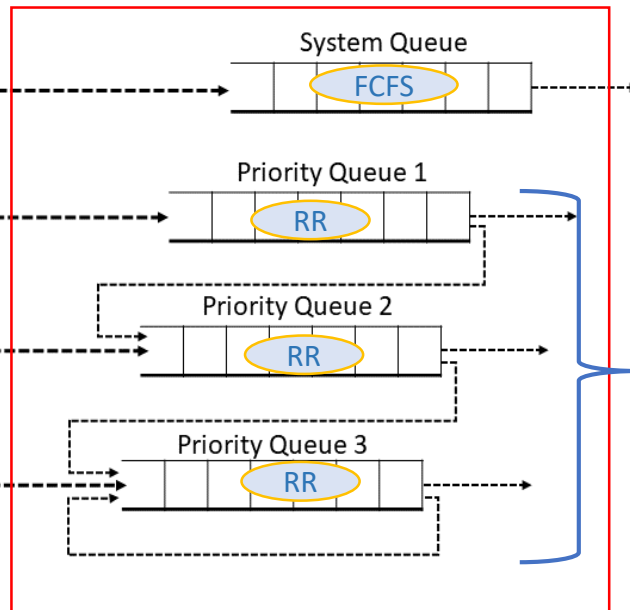 System Queue
FCFS
Priority Queue 1
RR
Priority Queue 2
RR
Priority Queue 3
RR